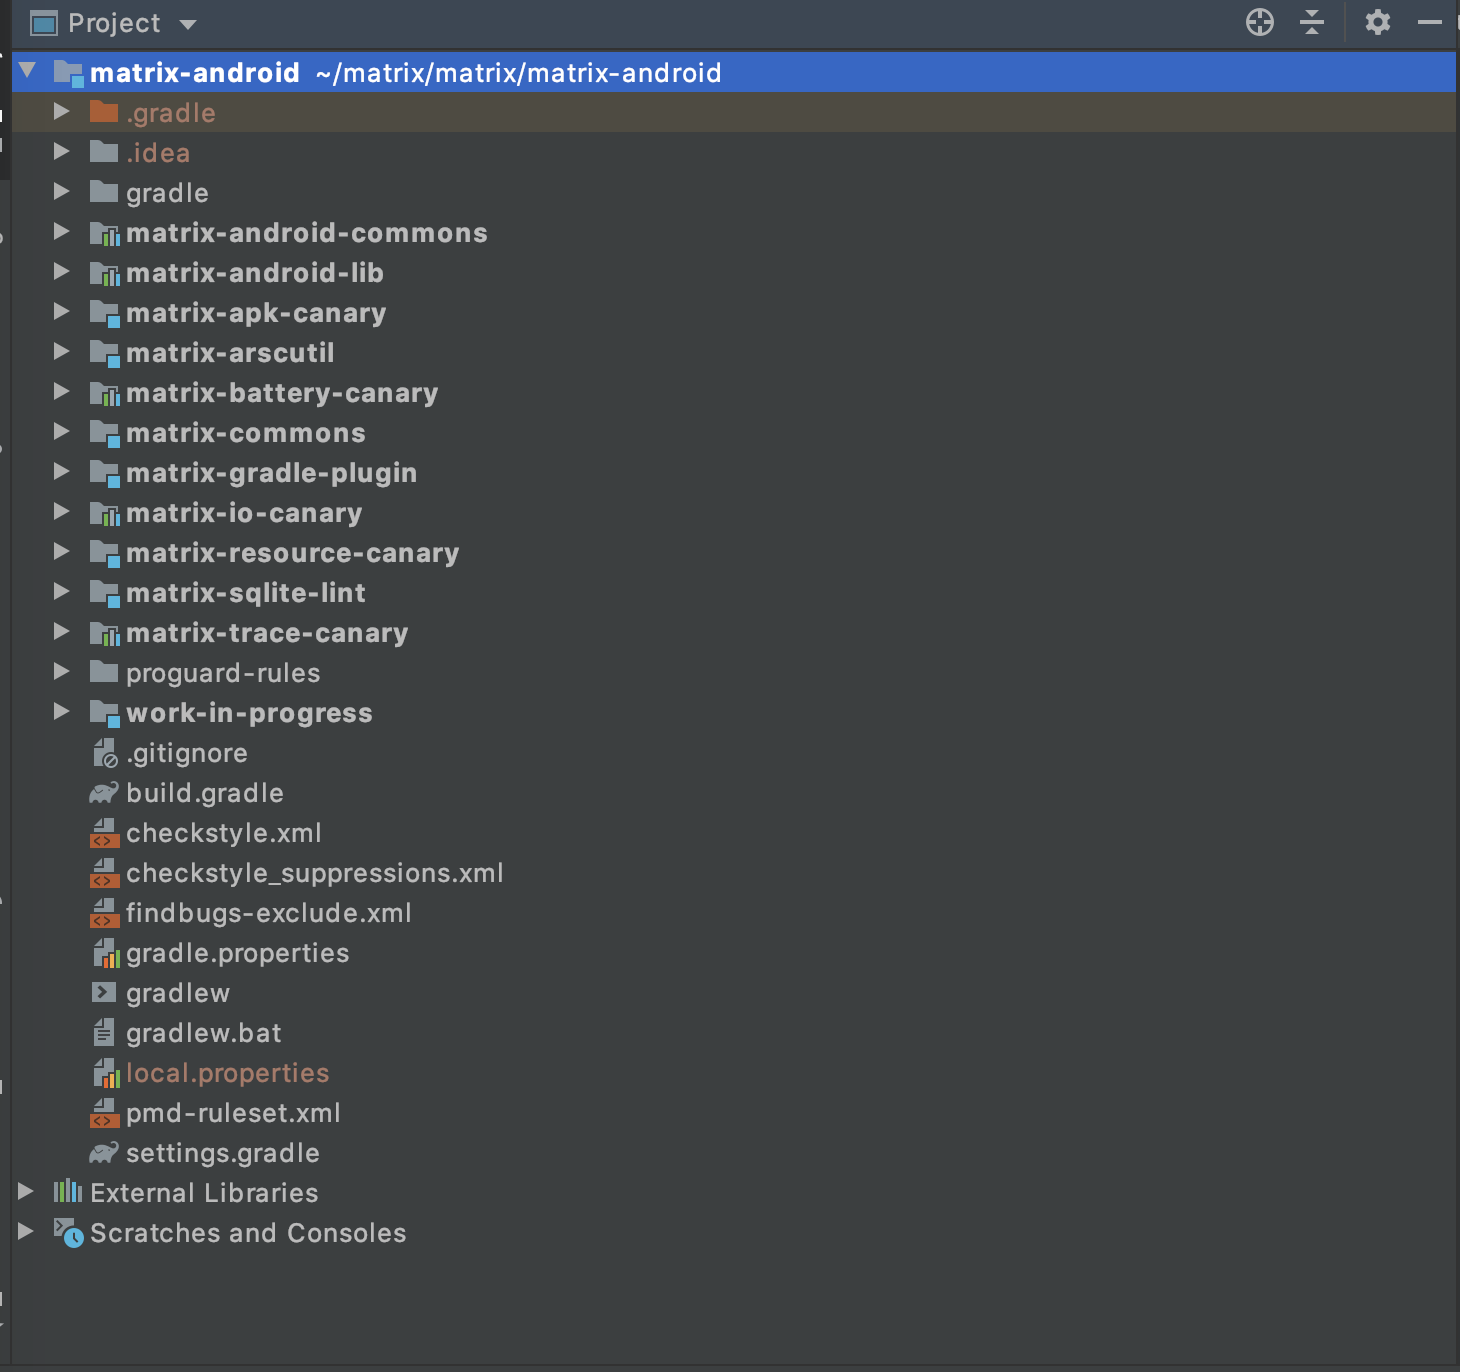 Project
matrix-android ~/matrix/matrix/matrix-android
.gradle
.idea
gradle
matrix-android-commons
matrix-android-lib
matrix-apk-canary
matrix-arscutil
matrix-battery-canary
matrix-commons
matrix-gradle-plugin
matrix-io-canary
matrix-resource-canary
matrix-sqlite-lint
matrix-trace-canary
proguard-rules
work-in-progress
.gitignore
build.gradle
checkstyle.xml
checkstyle_suppressions.xml
findbugs-exclude.xml
gradle.properties
gradlew
gradlew.bat
local.properties
pmd-ruleset.xml
settings.gradle
External Libraries
Scratches and Consoles